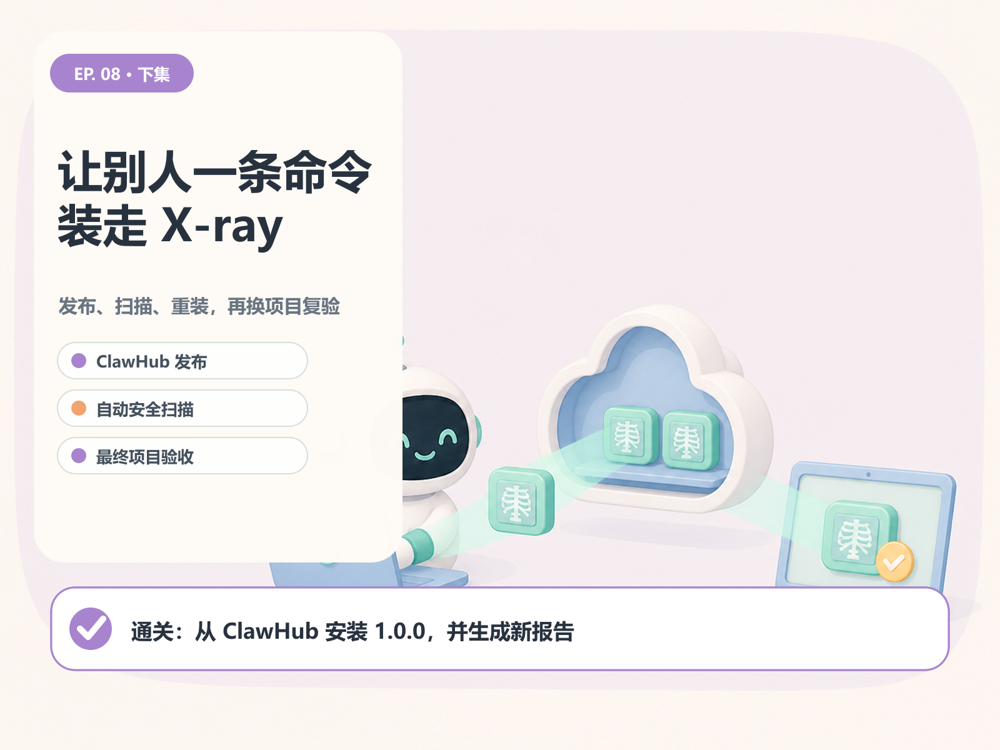 EP. 08 • 下集
让别人一条命令
装走 X-ray
发布、扫描、重装，再换项目复验
ClawHub 发布
自动安全扫描
最终项目验收
通关：从 ClawHub 安装 1.0.0，并生成新报告